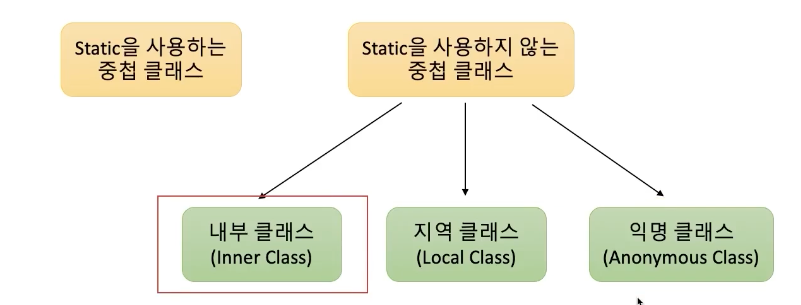 Static을 사용하는
중첩 클래스
Static을 사용하지 않는
중첩 클래스
내부 클래스
(Inner Class)
지역 클래스
(Local Class)
익명 클래스
(Anonymous Class)